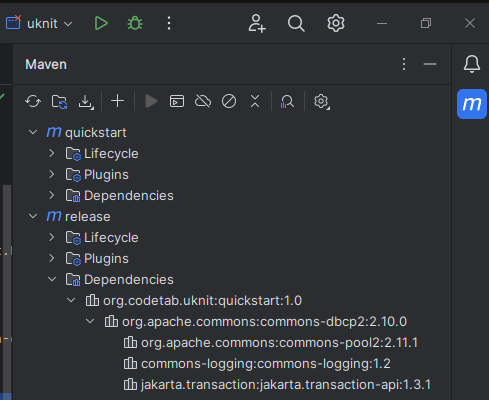 uknit
Maven
m quickstart
Lifecycle
Plugins
Dependencies
m release
Lifecycle
Plugins
Dependencies
org.codetab.uknit:quickstart:1.0
org.apache.commons:commons-dbcp2:2.10.0
org.apache.commons:commons-pool2:2.11.1
commons-logging:commons-logging:1.2
jakarta.transaction:jakarta.transaction-api:1.3.1
m